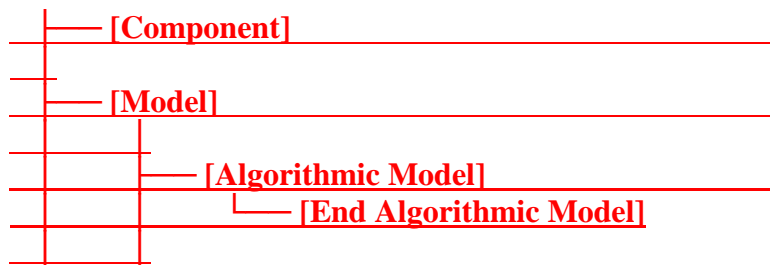 [Component]
[Model]
[Algorithmic Model]
[End Algorithmic Model]